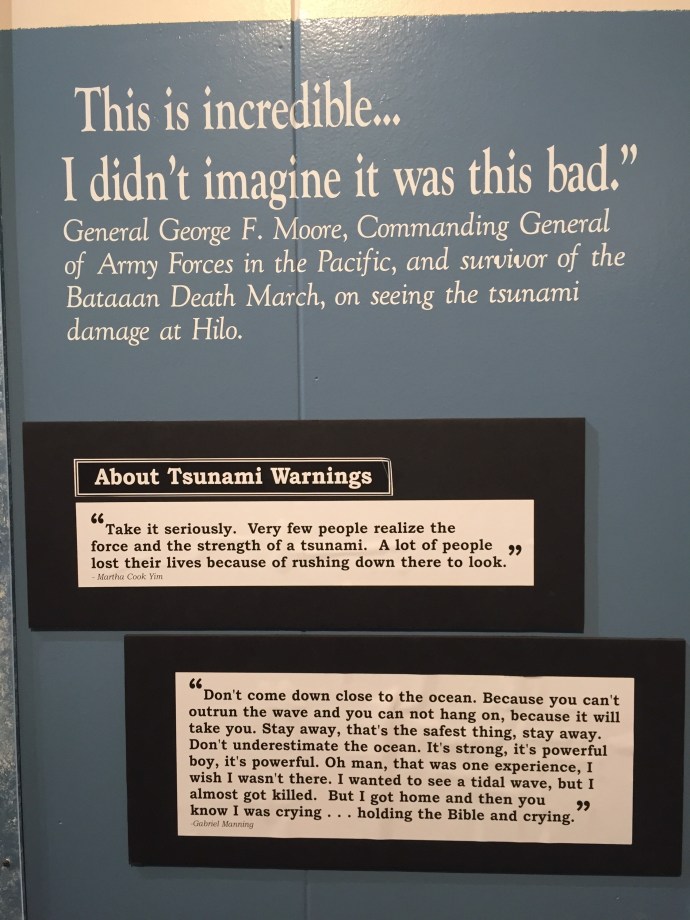 This is incredible...
I didn't imagine it was this bad.”
General George F. Moore, Commanding General
of Army Forces in the Pacific, and survivor of the
Bataaan Death March, on seeing the tsunami
damage at Hilo.
About Tsunami Warnings
“Take it seriously. Very few people realize the
force and the strength of a tsunami. A lot of people
lost their lives because of rushing down there to look.”
- Martha Cook Yim
“Don't come down close to the ocean. Because you can't
outrun the wave and you can not hang on, because it will
take you. Stay away, that's the safest thing, stay away.
Don't underestimate the ocean. It's strong, it's powerful
boy, it's powerful. Oh man, that was one experience, I
wish I wasn't there. I wanted to see a tidal wave, but I
almost got killed. But I got home and then you
know I was crying . . . holding the Bible and crying.”
-Gabriel Manning